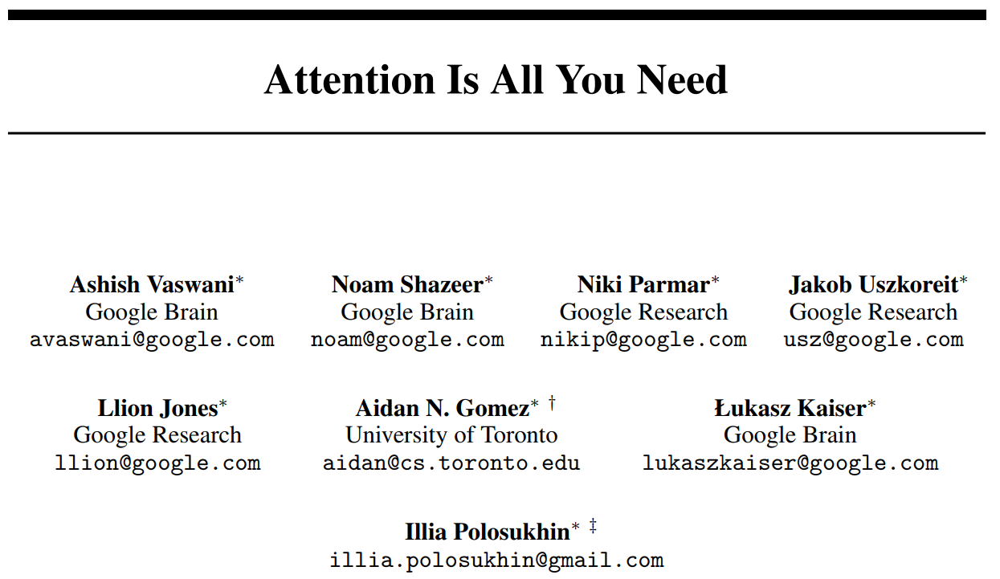 Attention Is All You Need
Ashish Vaswani* Noam Shazeer* Niki Parmar* Jakob Uszkoreit*
Google Brain Google Brain Google Research Google Research
avaswani@google.com noam@google.com nikip@google.com usz@google.com
Llion Jones* Aidan N. Gomez* † Łukasz Kaiser*
Google Research University of Toronto Google Brain
llion@google.com aidan@cs.toronto.edu lukaszkaiser@google.com
Illia Polosukhin* ‡
illia.polosukhin@gmail.com